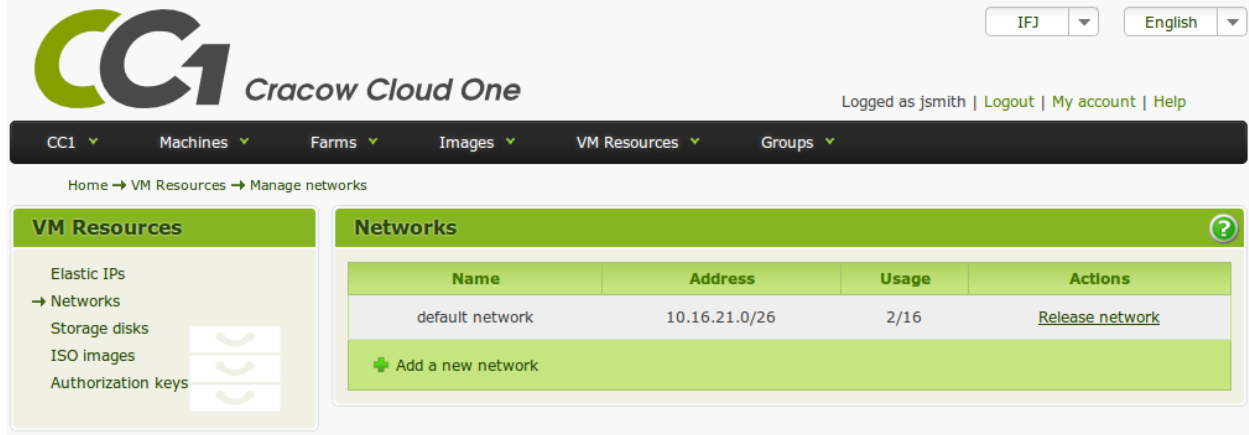 IFJ English
CC1 Cracow Cloud One
Logged as jsmith | Logout | My account | Help
CC1 Machines Farms Images VM Resources Groups
Home → VM Resources → Manage networks
VM Resources
Elastic IPs
→ Networks
Storage disks
ISO images
Authorization keys
Networks ?
Name Address Usage Actions
default network 10.16.21.0/26 2/16 Release network
Add a new network